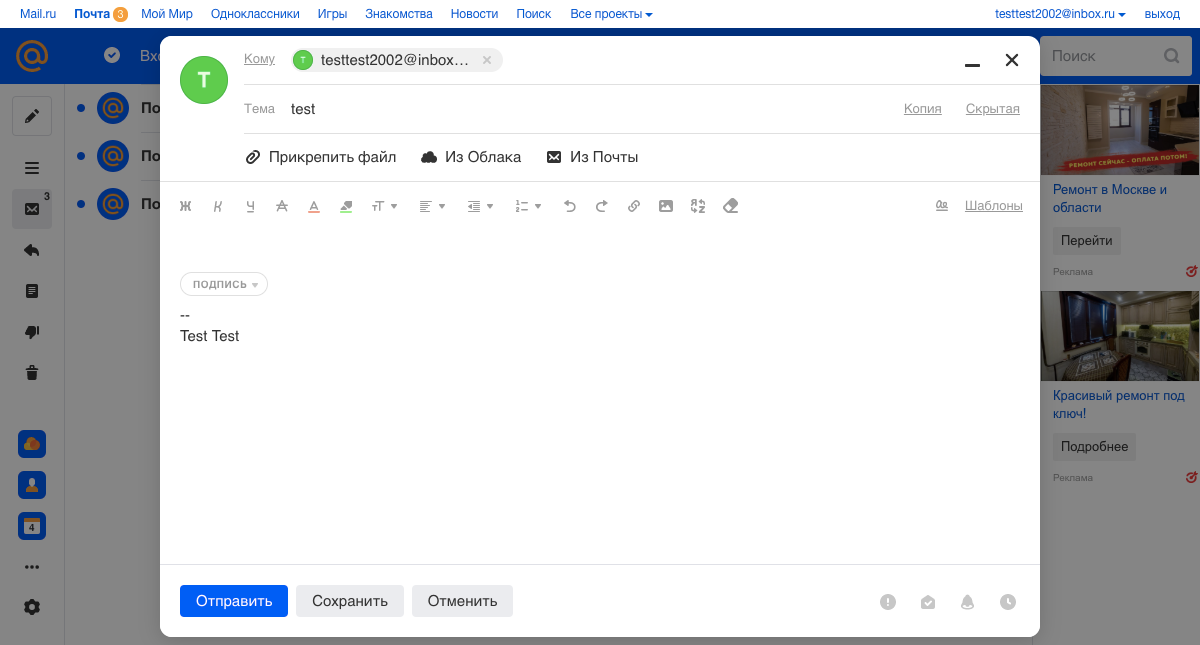 Mail.ru Почта 3 Мой Мир Одноклассники Игры Знакомства Новости Поиск Все проекты testtest2002@inbox.ru выход
Вхо
Кому T testtest2002@inbox... ×
Поиск
T
Тема test Копия Скрытая
По
Прикрепить файл Из Облака Из Почты
По
РЕМОНТ СЕЙЧАС - ОПЛАТА ПОТОМ!
Ремонт в Москве и
области
3
По
Ж К Ч А А тТ Шаблоны
Перейти
Реклама
ПОДПИСЬ
--
Test Test
Красивый ремонт под
ключ!
Подробнее
Реклама
4
Отправить Сохранить Отменить